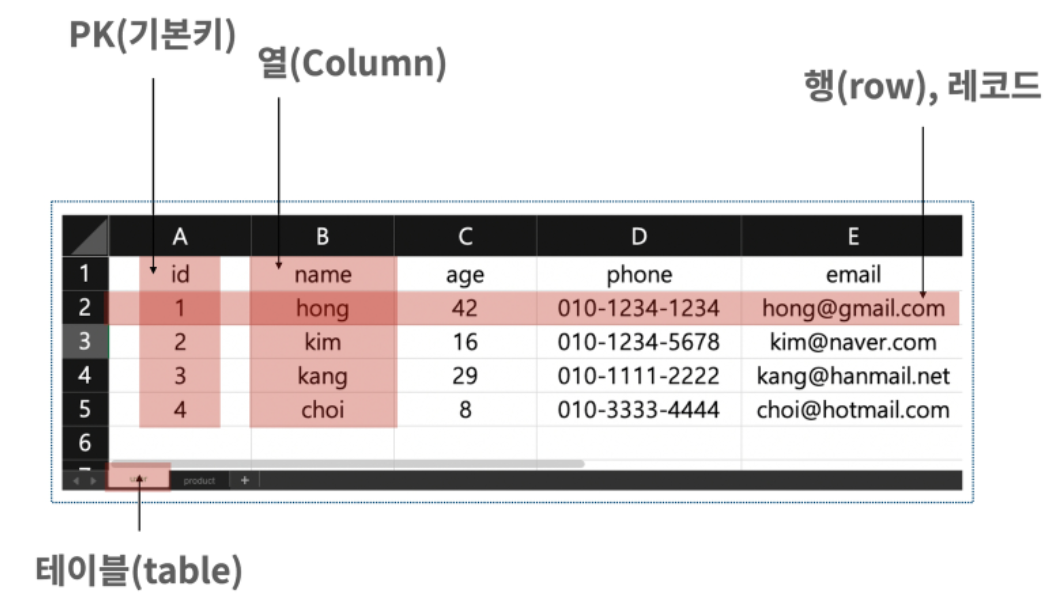 PK(기본키)
열(Column)
행(row), 레코드
A B C D E
1 id name age phone email
2 1 hong 42 010-1234-1234 hong@gmail.com
3 2 kim 16 010-1234-5678 kim@naver.com
4 3 kang 29 010-1111-2222 kang@hanmail.net
5 4 choi 8 010-3333-4444 choi@hotmail.com
6
product +
테이블(table)